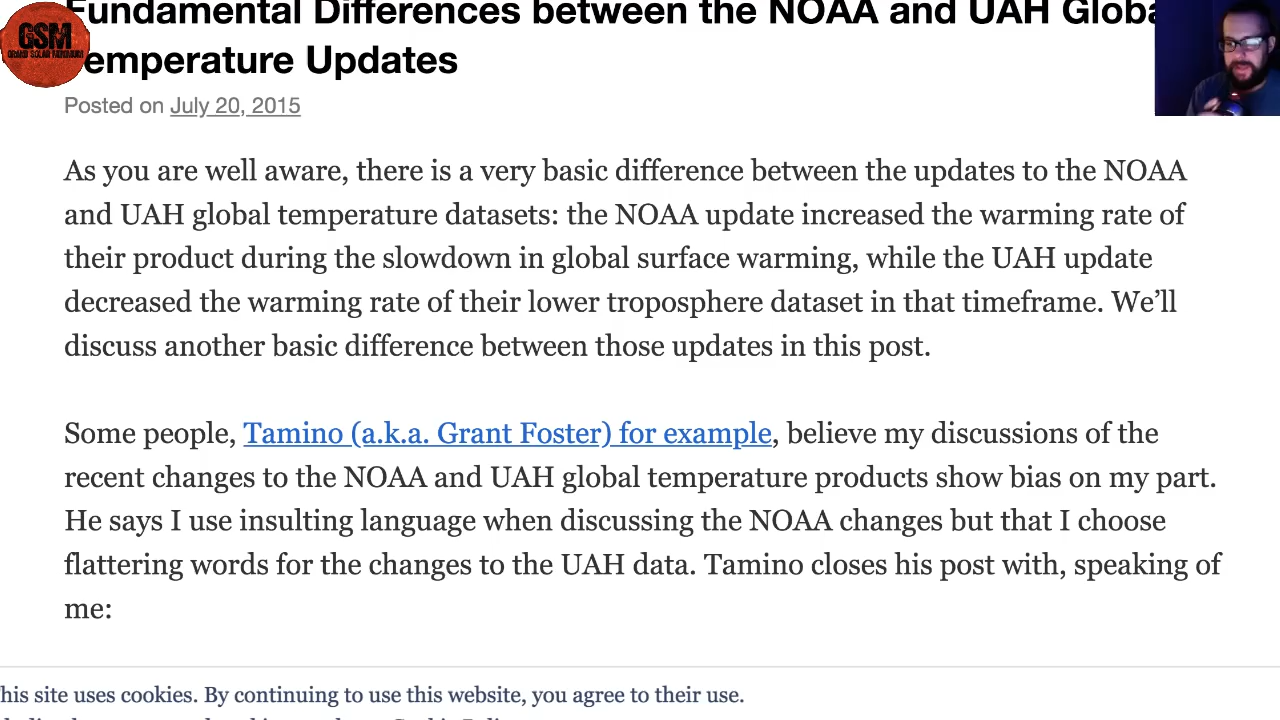 Fundamental Differences between the NOAA and UAH Globa
emperature Updates
GSM
GRAND SOLAR MINIMUM
Posted on July 20, 2015
As you are well aware, there is a very basic difference between the updates to the NOAA
and UAH global temperature datasets: the NOAA update increased the warming rate of
their product during the slowdown in global surface warming, while the UAH update
decreased the warming rate of their lower troposphere dataset in that timeframe. We’ll
discuss another basic difference between those updates in this post.
Some people, Tamino (a.k.a. Grant Foster) for example, believe my discussions of the
recent changes to the NOAA and UAH global temperature products show bias on my part.
He says I use insulting language when discussing the NOAA changes but that I choose
flattering words for the changes to the UAH data. Tamino closes his post with, speaking of
me:
his site uses cookies. By continuing to use this website, you agree to their use.